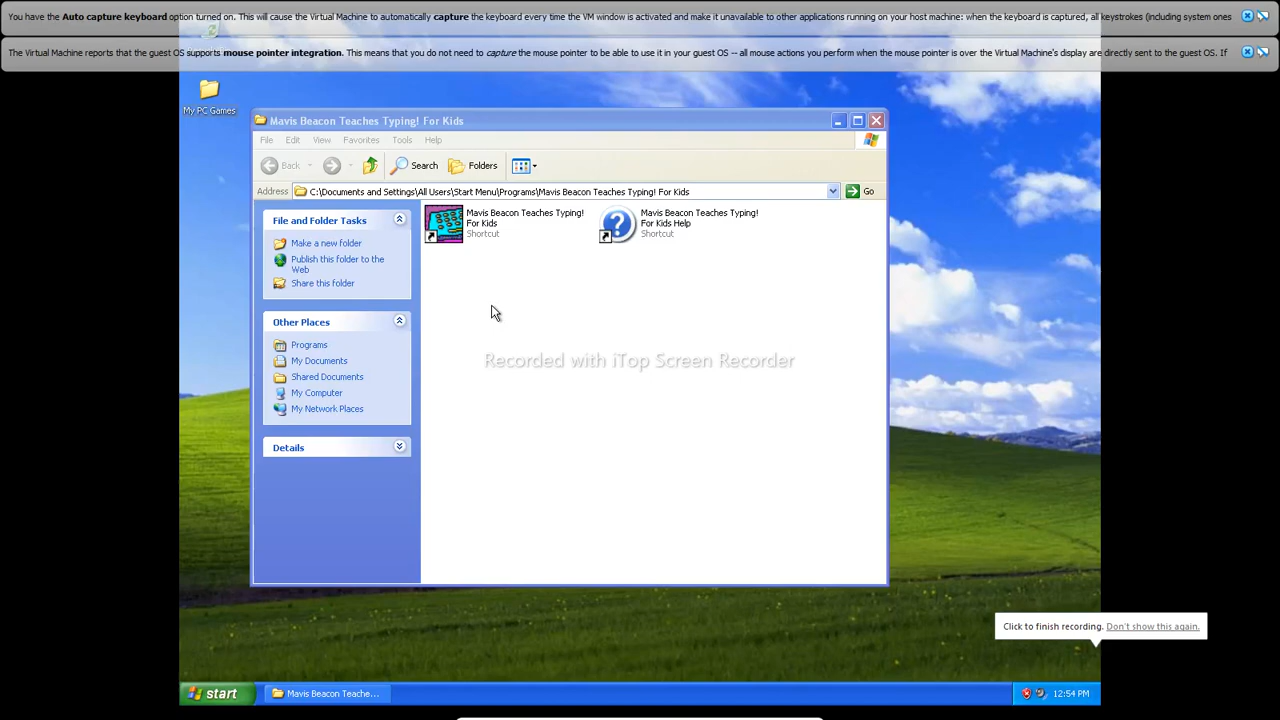 You have the Auto capture keyboard option turned on. This will cause the Virtual Machine to automatically capture the keyboard every time the VM window is activated and make it unavailable to other applications running on your host machine: when the keyboard is captured, all keystrokes (including system ones
The Virtual Machine reports that the guest OS supports mouse pointer integration. This means that you do not need to capture the mouse pointer to be able to use it in your guest OS -- all mouse actions you perform when the mouse pointer is over the Virtual Machine's display are directly sent to the guest OS. If
My PC Games
Mavis Beacon Teaches Typing! For Kids
File Edit View Favorites Tools Help
Back Search Folders
Address C:\Documents and Settings\All Users\Start Menu\Programs\Mavis Beacon Teaches Typing! For Kids Go
File and Folder Tasks
Make a new folder
Publish this folder to the
Web
Share this folder
Other Places
Programs
My Documents
Shared Documents
My Computer
My Network Places
Details
Mavis Beacon Teaches Typing!
For Kids
Shortcut
Mavis Beacon Teaches Typing!
For Kids Help
Shortcut
Recorded with iTop Screen Recorder
Click to finish recording. Don't show this again.
start Mavis Beacon Teache... 12:54 PM